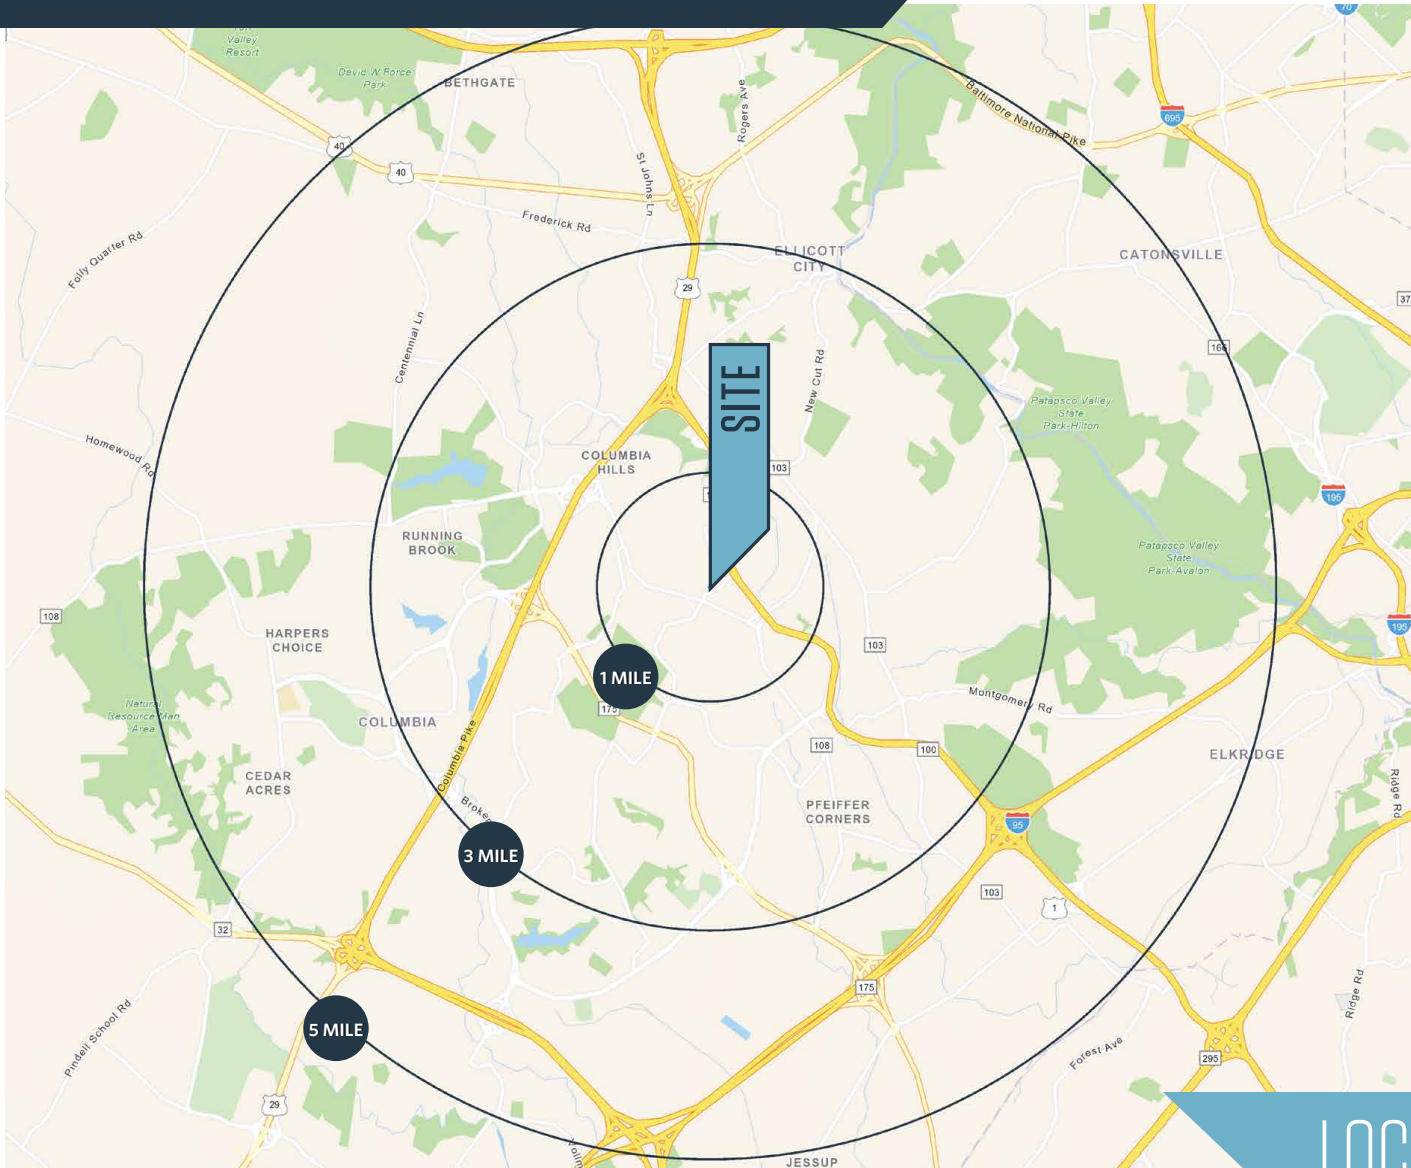 70
Valley
Resort
David W Force
Park
BETHGATE
Rogers Ave
Baltimore National Pike
695
40
40
St Johns Ln
Frederick Rd
Folly Quarter Rd
ELLICOTT
CITY
CATONSVILLE
29
37
Centennial Ln
166
New Cut Rd
SITE
Patapsco Valley
State
Park-Hilton
Homewood Rd
COLUMBIA
HILLS
103
195
RUNNING
BROOK
Patapsco Valley
State
Park-Avalon
108
195
HARPERS
CHOICE
103
1 MILE
175
Montgomery Rd
Natural
Resource Man
Area
COLUMBIA
Columbia Pike
108
100
ELKRIDGE
CEDAR
ACRES
Ridge Rd
PFEIFFER
CORNERS
95
3 MILE
103
1
32
175
Ridge Rd
5 MILE
Pindell School Rd
Forest Ave
295
29
JESSUP